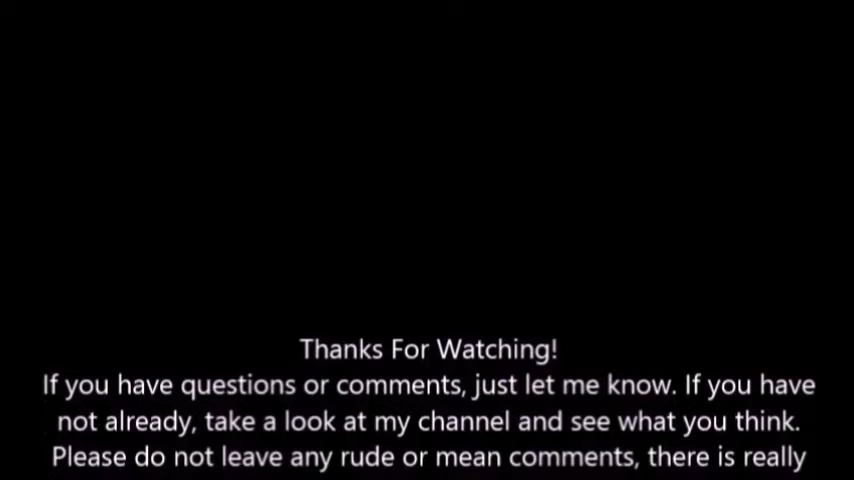 Thanks For Watching!
If you have questions or comments, just let me know. If you have
not already, take a look at my channel and see what you think.
Please do not leave any rude or mean comments, there is really